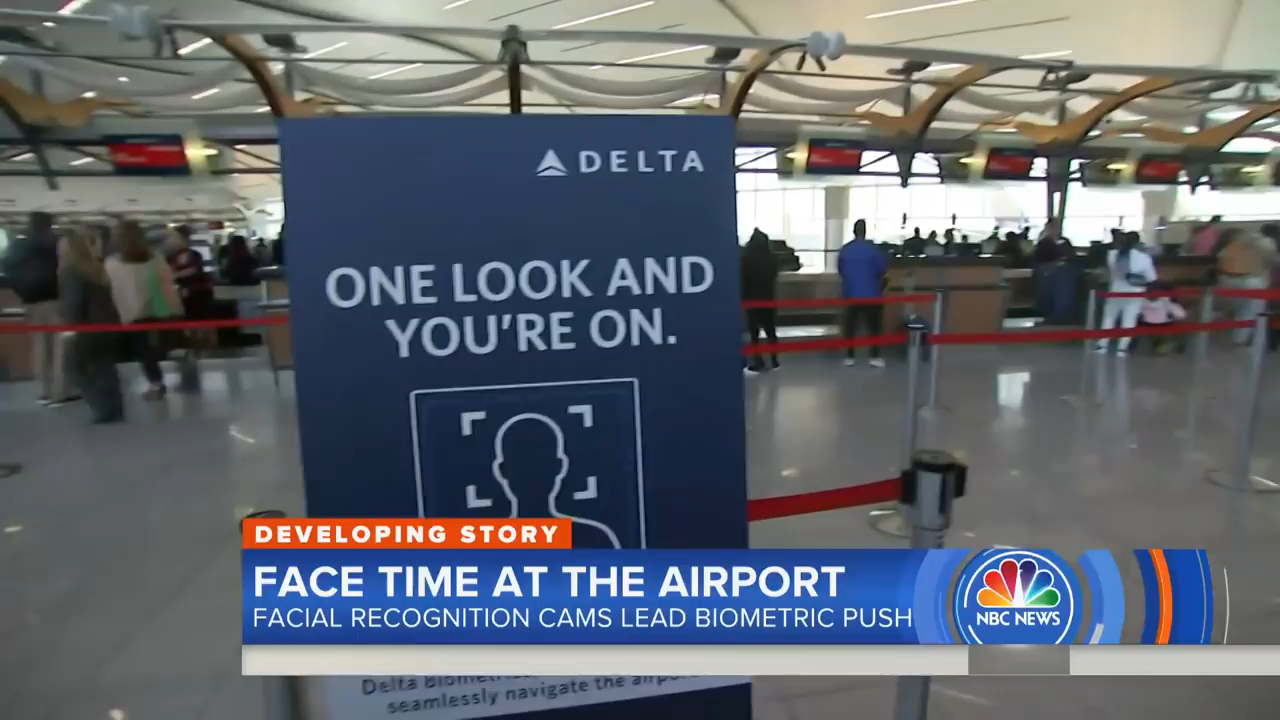 DELTA
ONE LOOK AND
YOU'RE ON.
DEVELOPING STORY
FACE TIME AT THE AIRPORT
FACIAL RECOGNITION CAMS LEAD BIOMETRIC PUSH
NBC NEWS
Delta
seamlessly navigate the